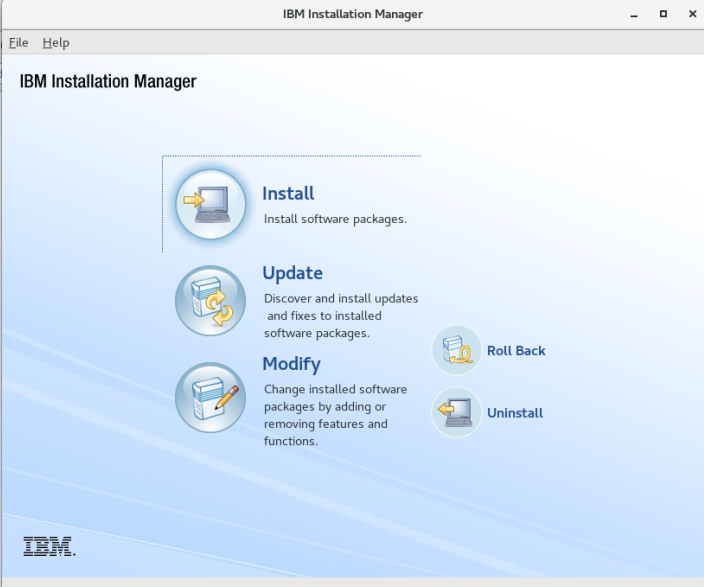 IBM Installation Manager
File Help
IBM Installation Manager
Install
Install software packages.
Update
Discover and install updates
and fixes to installed
software packages.
Modify
Change installed software
packages by adding or
removing features and
functions.
Roll Back
Uninstall
IBM.